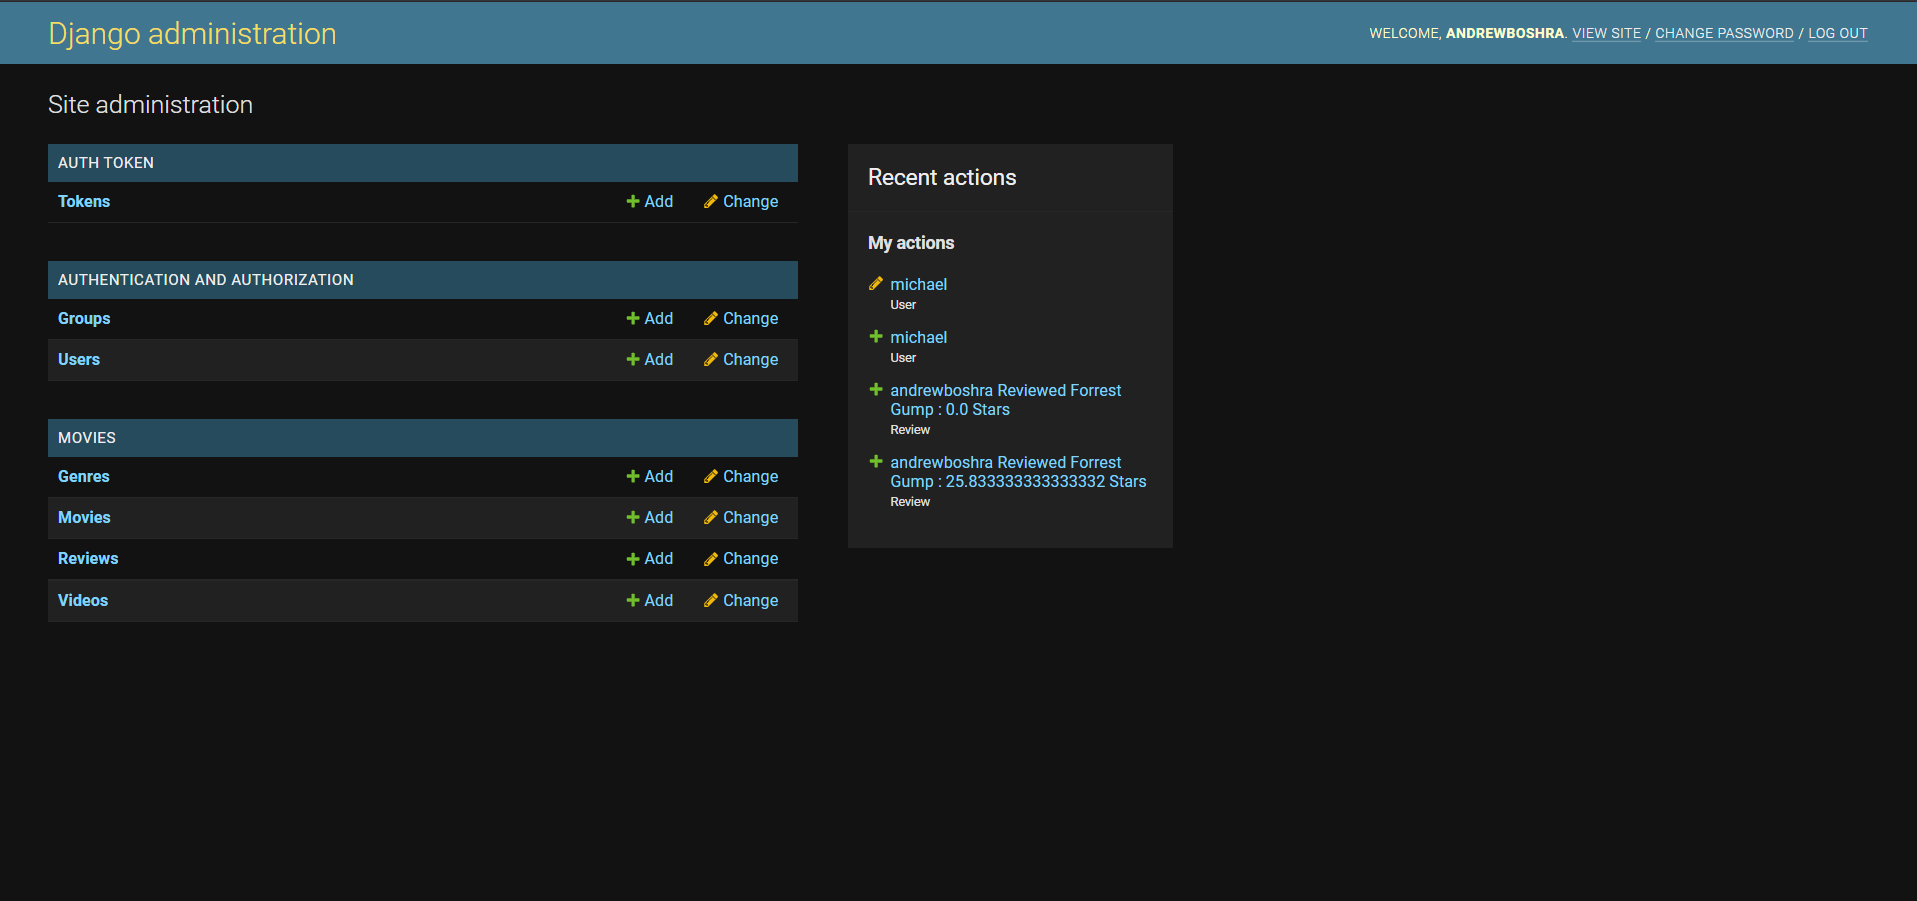 Django administration
WELCOME, ANDREWBOSHRA. VIEW SITE / CHANGE PASSWORD / LOG OUT
Site administration
AUTH TOKEN
Tokens Add Change
AUTHENTICATION AND AUTHORIZATION
Groups Add Change
Users Add Change
MOVIES
Genres Add Change
Movies Add Change
Reviews Add Change
Videos Add Change
Recent actions
My actions
michael
User
michael
User
andrewboshra Reviewed Forrest
Gump : 0.0 Stars
Review
andrewboshra Reviewed Forrest
Gump : 25.833333333333332 Stars
Review